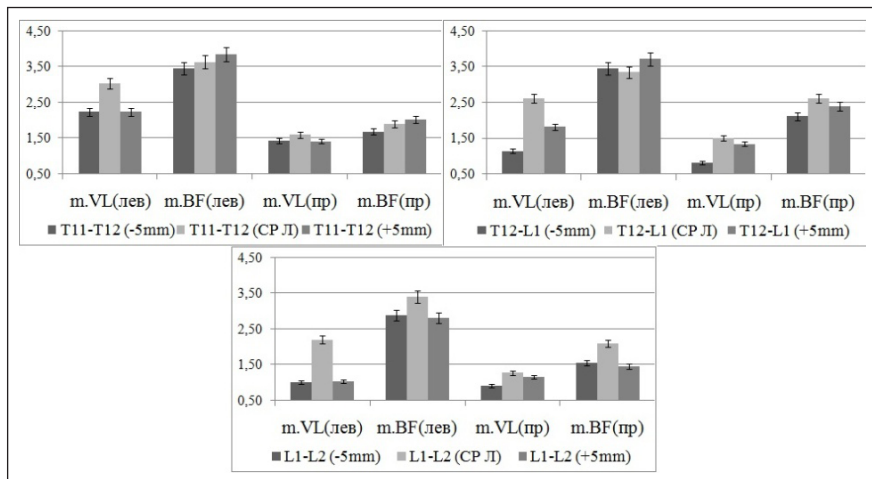 4,50
3,50
2,50
1,50
0,50
m.VL(лев) m.BF(лев) m.VL(пр) m.BF(пр)
T11-T12 (-5mm) T11-T12 (СР Л) T11-T12 (+5mm)
4,50
3,50
2,50
1,50
0,50
m.VL(лев) m.BF(лев) m.VL(пр) m.BF(пр)
T12-L1 (-5mm) T12-L1 (СР Л) T12-L1 (+5mm)
4,50
3,50
2,50
1,50
0,50
m.VL(лев) m.BF(лев) m.VL(пр) m.BF(пр)
L1-L2 (-5mm) L1-L2 (СР Л) L1-L2 (+5mm)